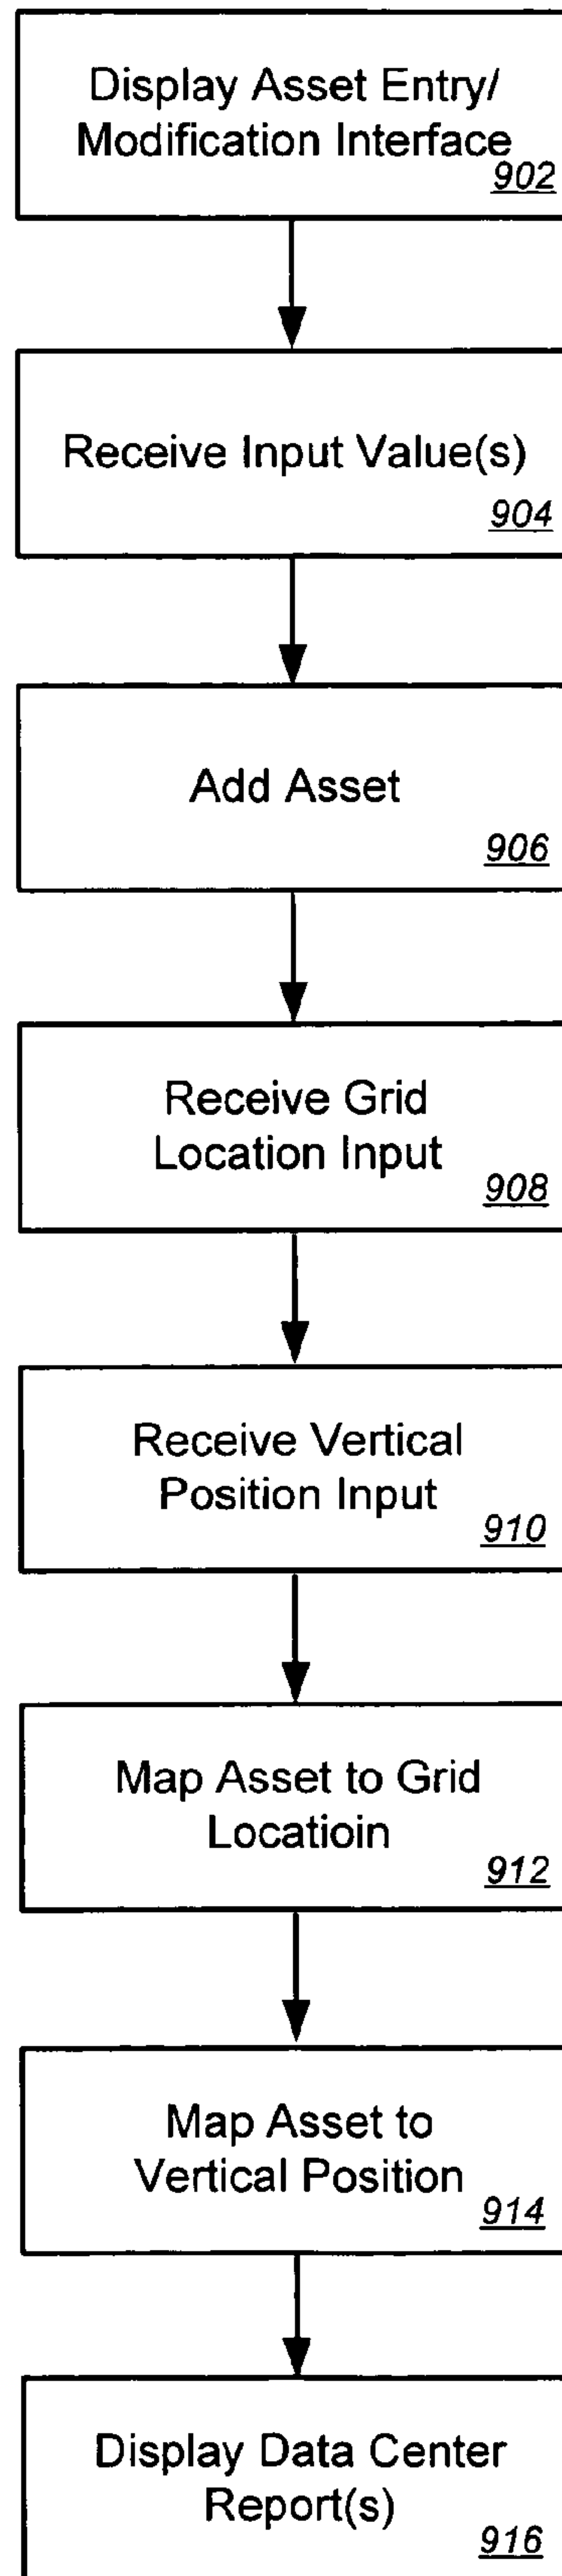 Display Asset Entry/
Modification Interface
902
Receive Input Value(s)
904
Add Asset
906
Receive Grid
Location Input
908
Receive Vertical
Position Input
910
Map Asset to Grid
Locatioin
912
Map Asset to
Vertical Position
914
Display Data Center
Report(s)
916